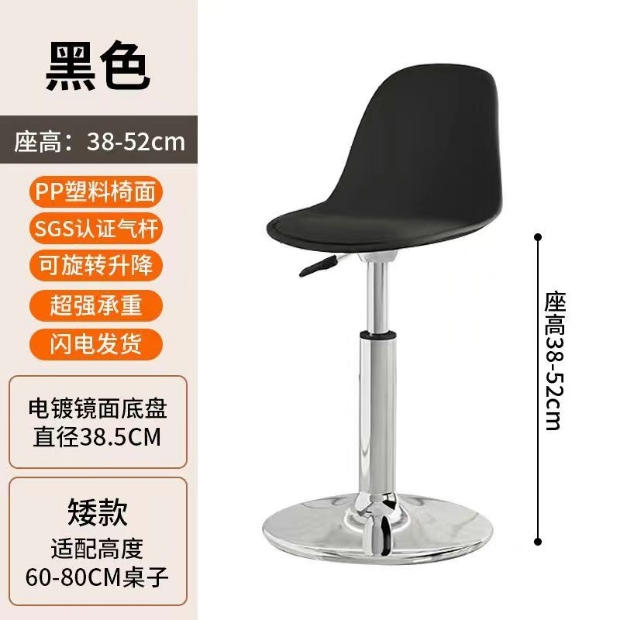 黑色
座高：38-52cm
PP塑料椅面
SGS认证气杆
可旋转升降
超强承重
闪电发货
电镀镜面底盘
直径38.5CM
矮款
适配高度
60-80CM桌子
座高38-52cm